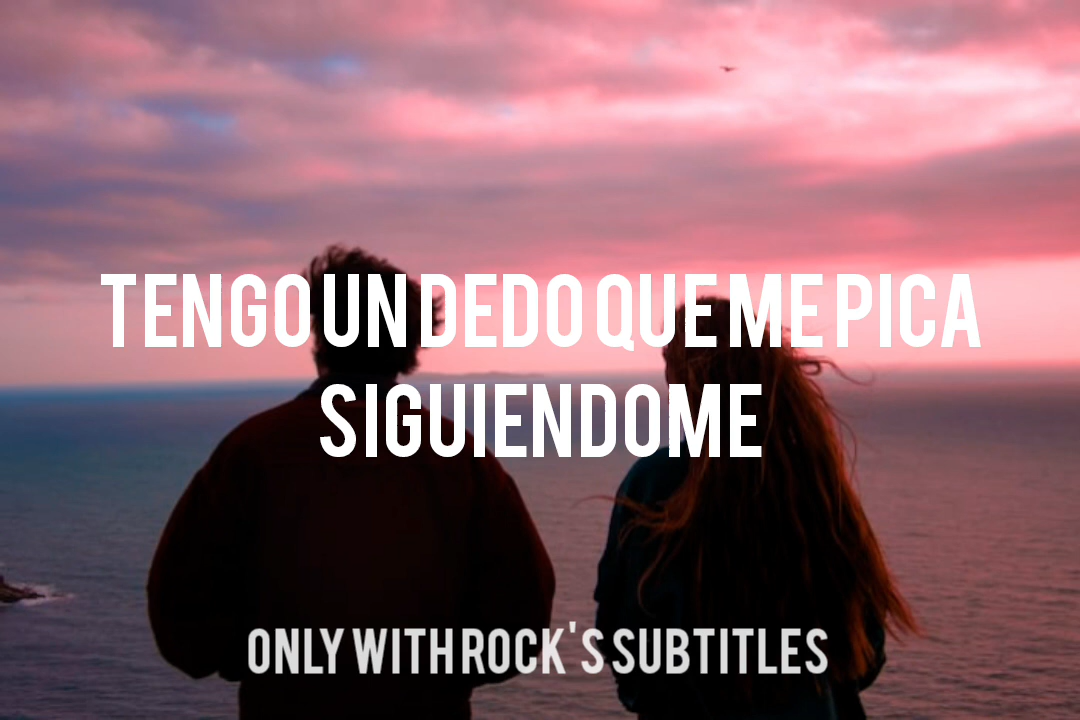 TENGO UN DEDO QUE ME PICA
SIGUIENDOME
ONLY WITH ROCK'S SUBTITLES